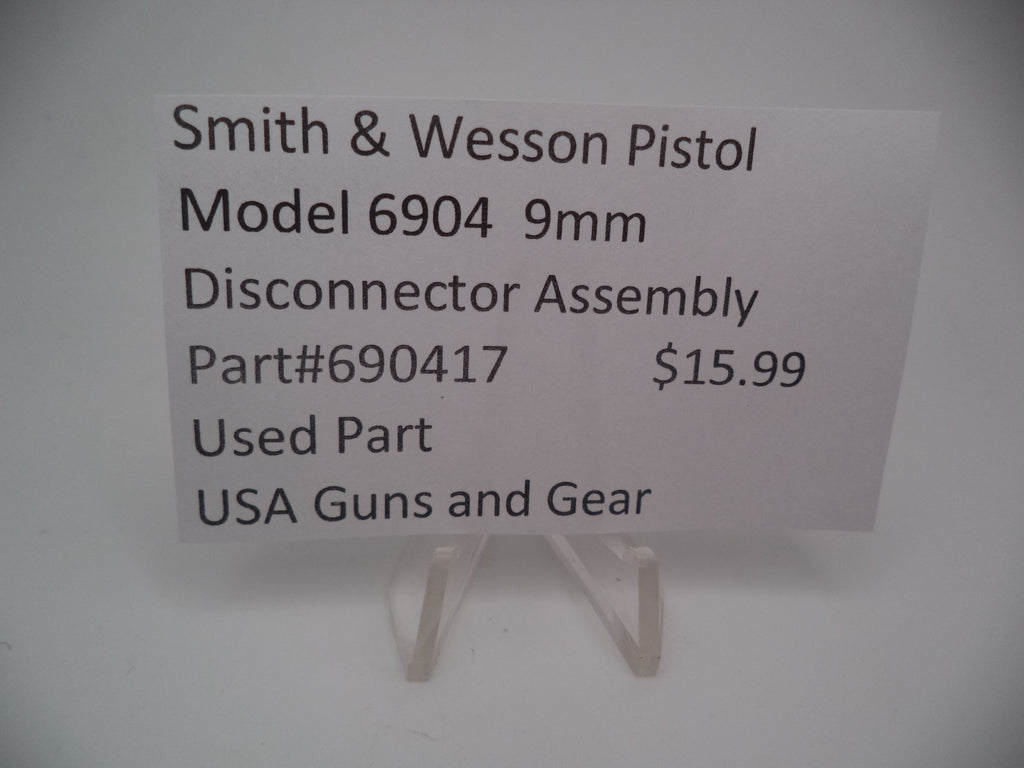 Smith & Wesson Pistol
Model 6904 9mm
Disconnector Assembly
Part#690417 $15.99
Used Part
USA Guns and Gear